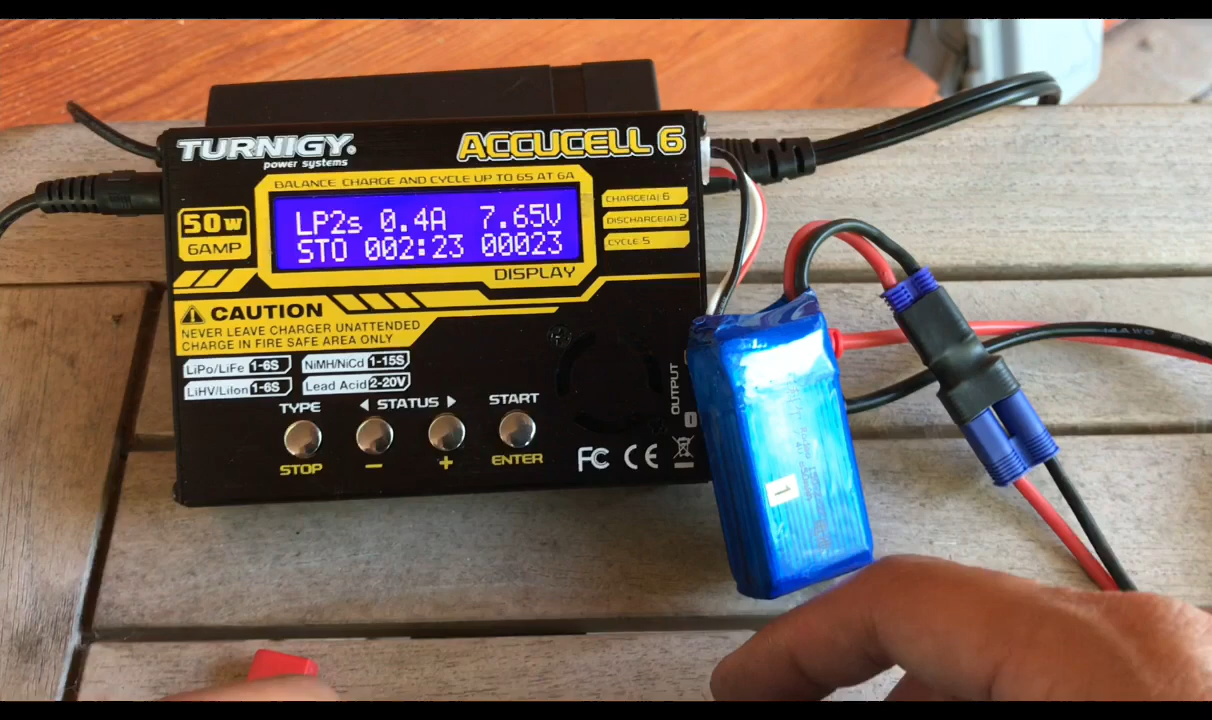 TURNIGY®
power systems
ACCUCELL 6
BALANCE CHARGE AND CYCLE UP TO 6S AT 6A
50W
6AMP
LP2s 0.4A 7.65V
STO 002:23 00023
CHARGE(A) 6
DISCHARGE(A) 2
CYCLE 5
DISPLAY
CAUTION
NEVER LEAVE CHARGER UNATTENDED
CHARGE IN FIRE SAFE AREA ONLY
LiPo/LiFe 1-6S NiMH/NiCd 1-15S
LiHV/LiIon 1-6S Lead Acid 2-20V
TYPE ◀ STATUS ▶ START
STOP − + ENTER
FC CE
OUTPUT
1
14AWG